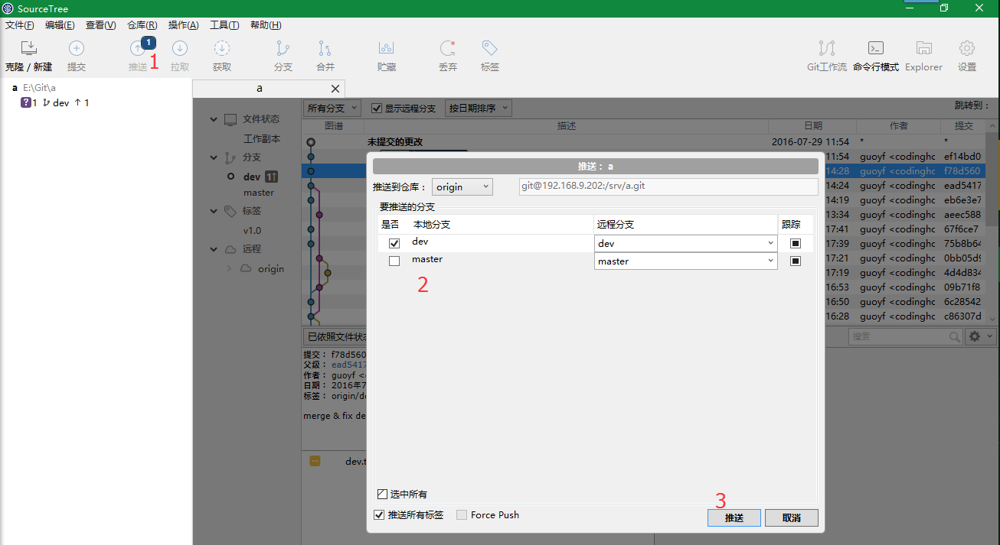 SourceTree
文件(F) 编辑(E) 查看(V) 仓库(R) 操作(A) 工具(T) 帮助(H)
1
克隆 / 新建 提交 推送 1 拉取 获取 分支 合并 贮藏 丢弃 标签 Git工作流 命令行模式 Explorer 设置
a E:\Git\a
? 1 dev ↑ 1
a
文件状态
工作副本
分支
dev 1↑
master
标签
v1.0
远程
origin
所有分支 显示远程分支 按日期排序 跳转到：
图谱 描述 日期 作者 提交
未提交的更改 2016-07-29 11:54 * *
11:54 guoyf <codinghc ef14bd0
14:28 guoyf <codinghc f78d560
14:24 guoyf <codinghc ead5417
14:19 guoyf <codinghc eb6e3e7
13:34 guoyf <codinghc aeec588
17:41 guoyf <codinghc 67f6ce7
17:39 guoyf <codinghc 75b8b64
17:21 guoyf <codinghc 0bb05d9
17:19 guoyf <codinghc 4d4d834
16:53 guoyf <codinghc 09b71f8
16:50 guoyf <codinghc 6c28542
16:28 guoyf <codinghc c86307d
推送：a
推送到仓库： origin git@192.168.9.202:/srv/a.git
要推送的分支
是否 本地分支 远程分支 跟踪
dev dev
master master
2
选中所有
推送所有标签 Force Push
3
推送 取消
已依照文件状态
搜索
提交： f78d560
父级： ead5417
作者： guoyf <
日期： 2016年7
标签： origin/de
merge & fix de
dev.t